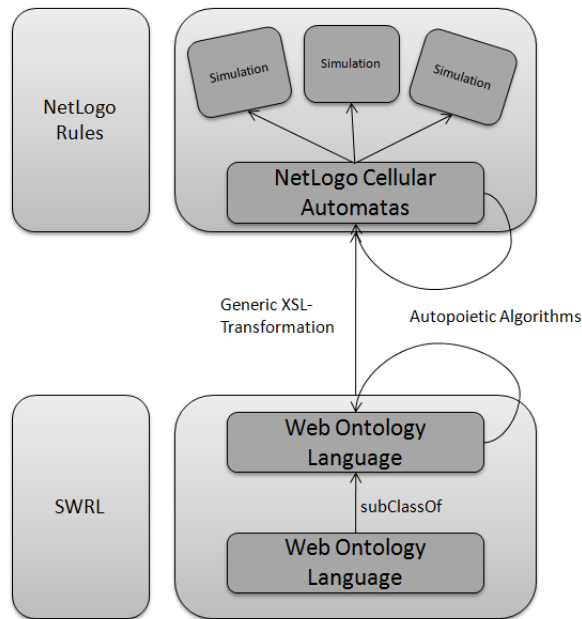 Simulation
Simulation
Simulation
NetLogo
Rules
NetLogo Cellular
Automatas
Generic XSL-
Transformation
Autopoietic Algorithms
Web Ontology
Language
SWRL
subClassOf
Web Ontology
Language